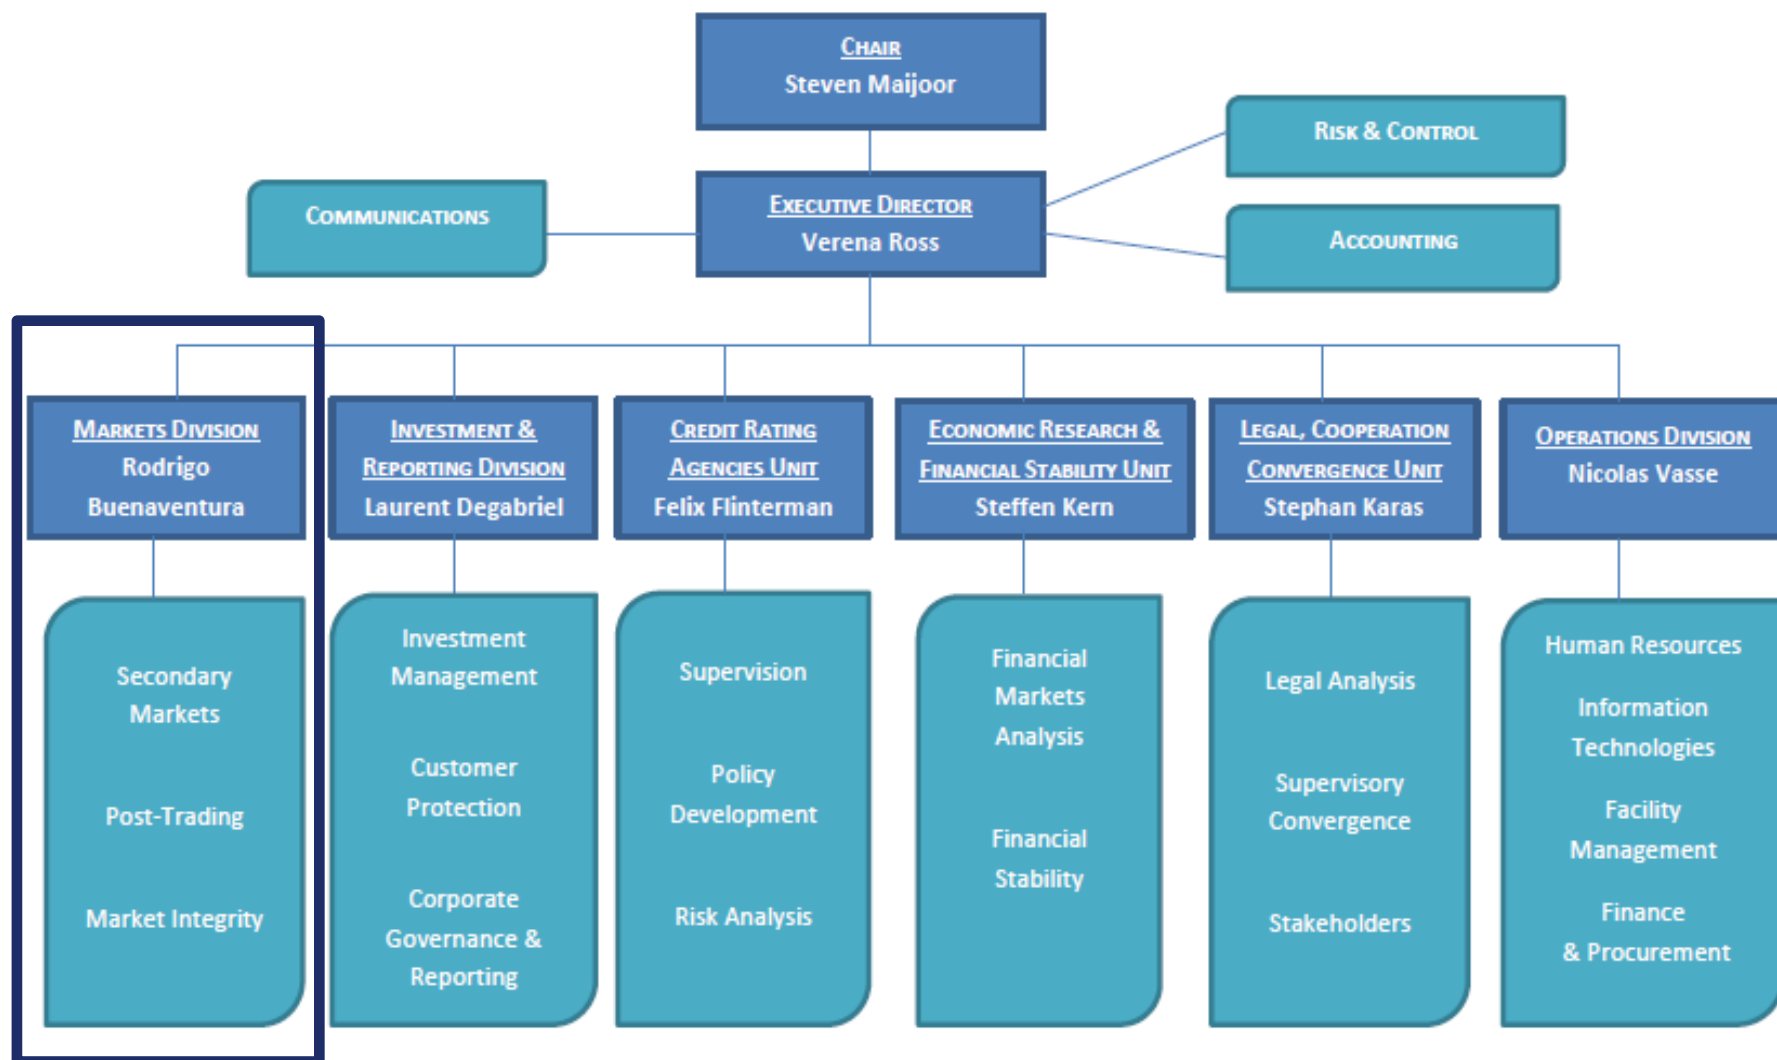 CHAIR
Steven Maijoor
RISK & CONTROL
COMMUNICATIONS
EXECUTIVE DIRECTOR
Verena Ross
ACCOUNTING
MARKETS DIVISION
Rodrigo
Buenaventura
INVESTMENT &
REPORTING DIVISION
Laurent Degabriel
CREDIT RATING
AGENCIES UNIT
Felix Flinterman
ECONOMIC RESEARCH &
FINANCIAL STABILITY UNIT
Steffen Kern
LEGAL, COOPERATION
CONVERGENCE UNIT
Stephan Karas
OPERATIONS DIVISION
Nicolas Vasse
Secondary
Markets
Post-Trading
Market Integrity
Investment
Management
Customer
Protection
Corporate
Governance &
Reporting
Supervision
Policy
Development
Risk Analysis
Financial
Markets
Analysis
Financial
Stability
Legal Analysis
Supervisory
Convergence
Stakeholders
Human Resources
Information
Technologies
Facility
Management
Finance
& Procurement